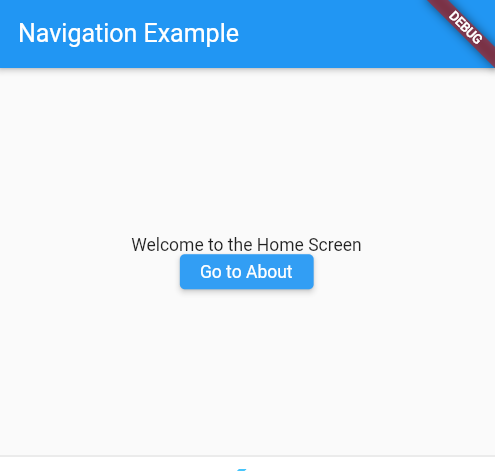 Navigation Example
DEBUG
Welcome to the Home Screen
Go to About